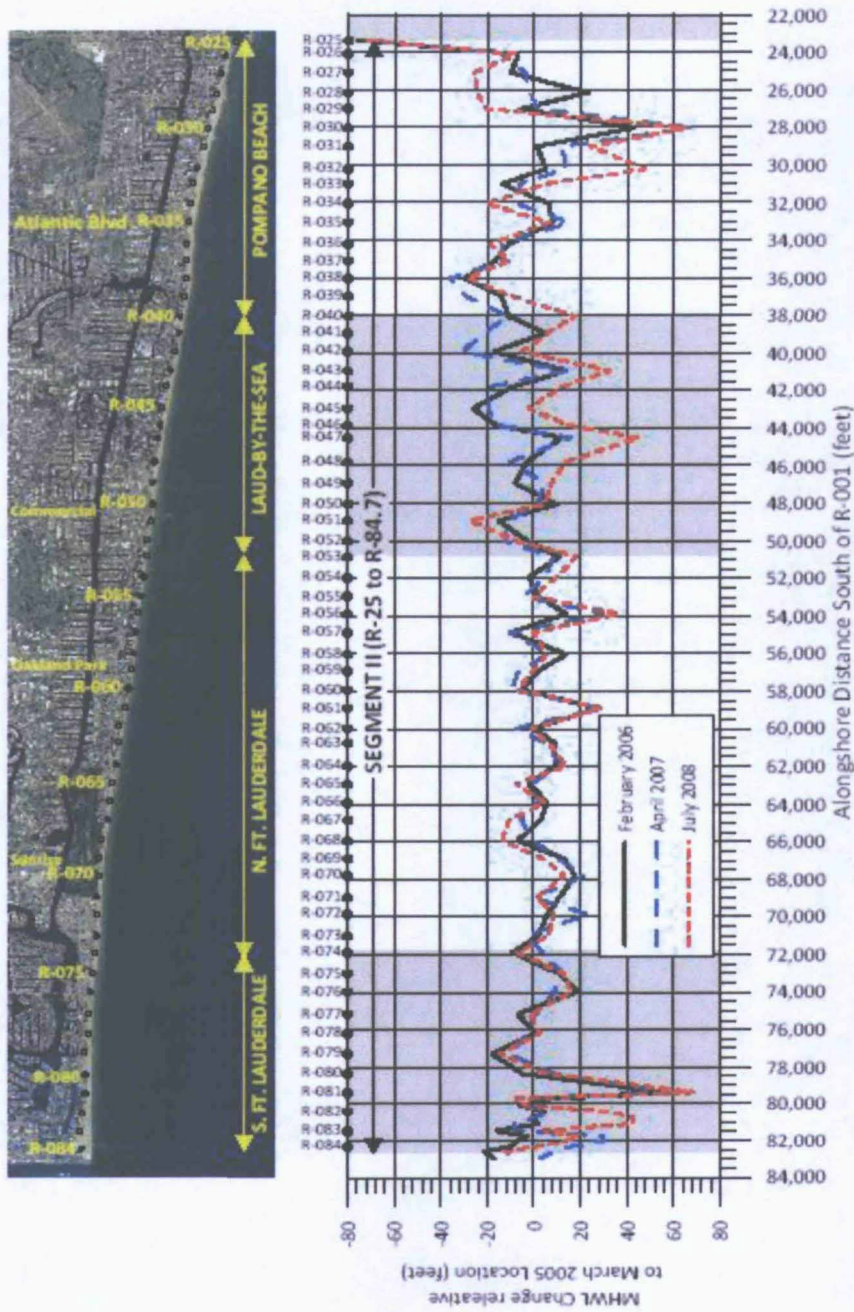 R-025
R-030
Atlantic Blvd
R-035
R-040
R-045
Commercial
R-050
R-055
Oakland Park
R-060
R-065
Sunrise
R-070
R-075
R-080
R-084
POMPANO BEACH
LAUD-BY-THE-SEA
N. FT. LAUDERDALE
S. FT. LAUDERDALE
R-025
R-026
R-027
R-028
R-029
R-030
R-031
R-032
R-033
R-034
R-035
R-036
R-037
R-038
R-039
R-040
R-041
R-042
R-043
R-044
R-045
R-046
R-047
R-048
R-049
R-050
R-051
R-052
R-053
R-054
R-055
R-056
R-057
R-058
R-059
R-060
R-061
R-062
R-063
R-064
R-065
R-066
R-067
R-068
R-069
R-070
R-071
R-072
R-073
R-074
R-075
R-076
R-077
R-078
R-079
R-080
R-081
R-082
R-083
R-084
SEGMENT II (R-25 to R-84.7)
February 2006
April 2007
July 2008
22,000
24,000
26,000
28,000
30,000
32,000
34,000
36,000
38,000
40,000
42,000
44,000
46,000
48,000
50,000
52,000
54,000
56,000
58,000
60,000
62,000
64,000
66,000
68,000
70,000
72,000
74,000
76,000
78,000
80,000
82,000
84,000
Alongshore Distance South of R-001 (feet)
-80
-60
-40
-20
0
20
40
60
80
MHWL Change releative
to March 2005 Location (feet)